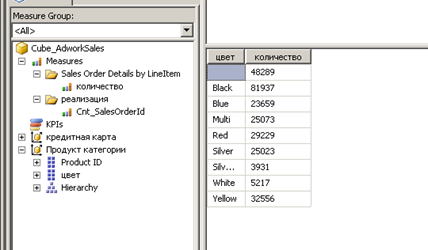 Measure Group:
<All>
Cube_AdworkSales
Measures
Sales Order Details by LineItem
количество
реализация
Cnt_SalesOrderId
KPIs
кредитная карта
Продукт категории
Product ID
цвет
Hierarchy
цвет количество
48289
Black 81937
Blue 23659
Multi 25073
Red 29229
Silver 25023
Silv... 3931
White 5217
Yellow 32556